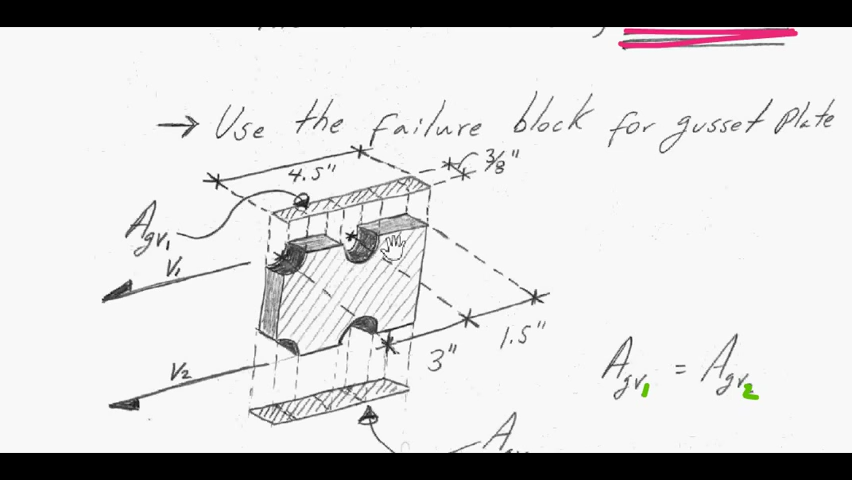 → Use the failure block for gusset plate
4.5"
3/8"
Agv1
V1
1.5"
3"
Agv1 = Agv2
V2